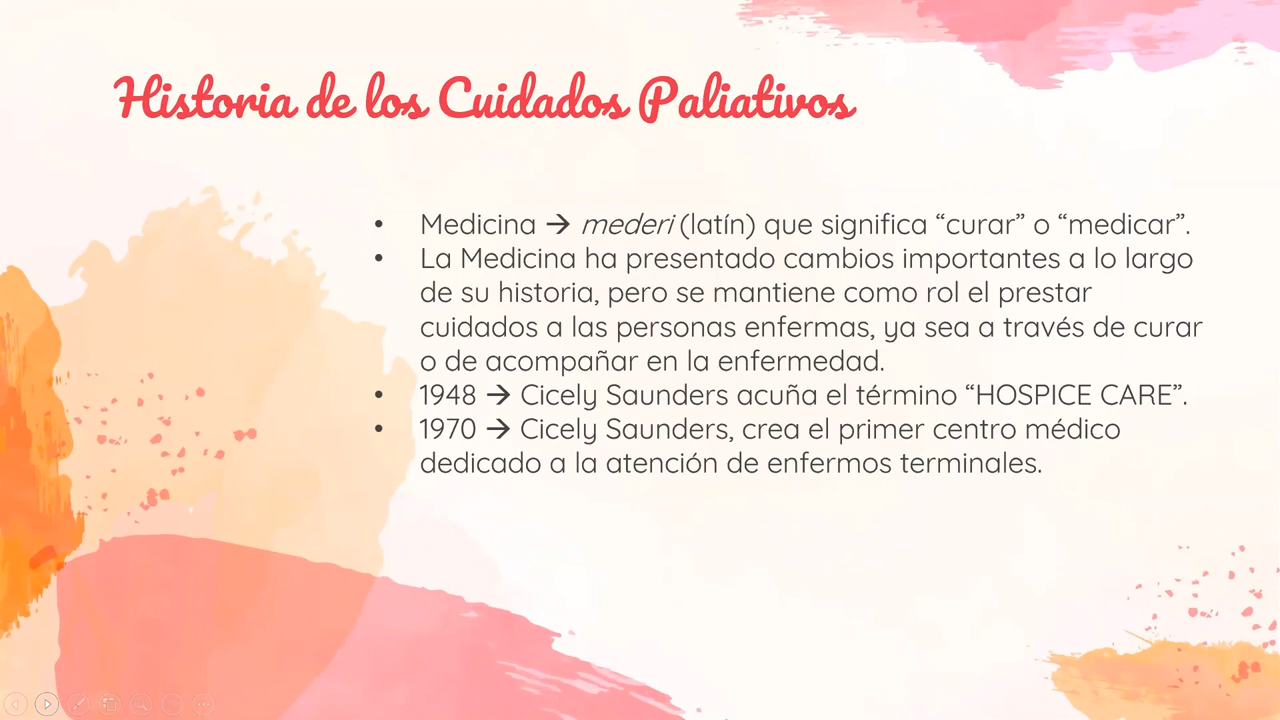 Historia de los Cuidados Paliativos
• Medicina → mederi (latín) que significa “curar” o “medicar”.
• La Medicina ha presentado cambios importantes a lo largo
de su historia, pero se mantiene como rol el prestar
cuidados a las personas enfermas, ya sea a través de curar
o de acompañar en la enfermedad.
• 1948 → Cicely Saunders acuña el término “HOSPICE CARE”.
• 1970 → Cicely Saunders, crea el primer centro médico
dedicado a la atención de enfermos terminales.